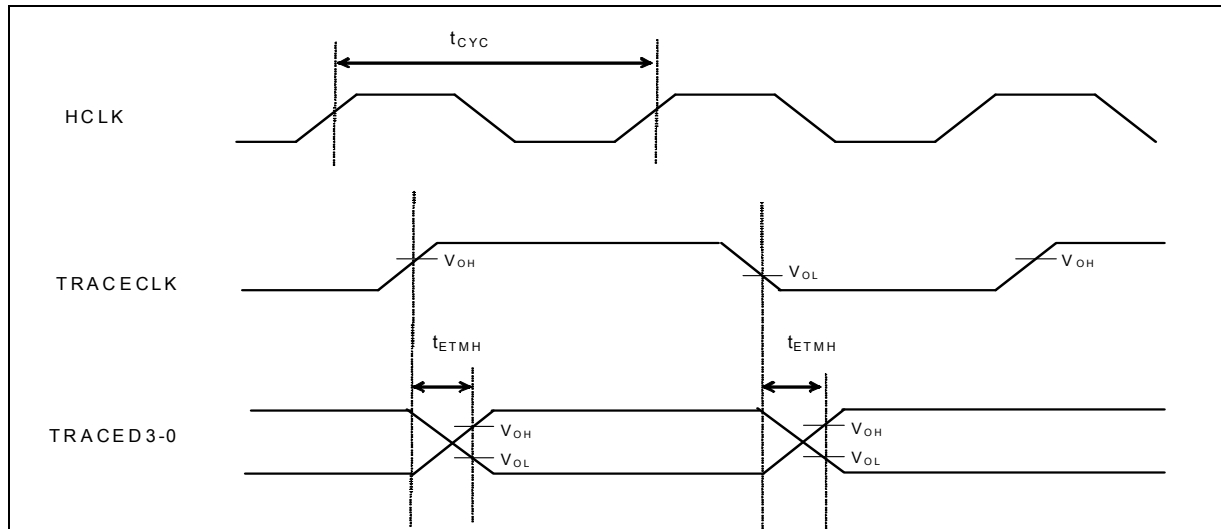 tCYC
HCLK
VOH
VOL
VOH
TRACECLK
tETMH
tETMH
TRACED3-0
VOH
VOH
VOL
VOL